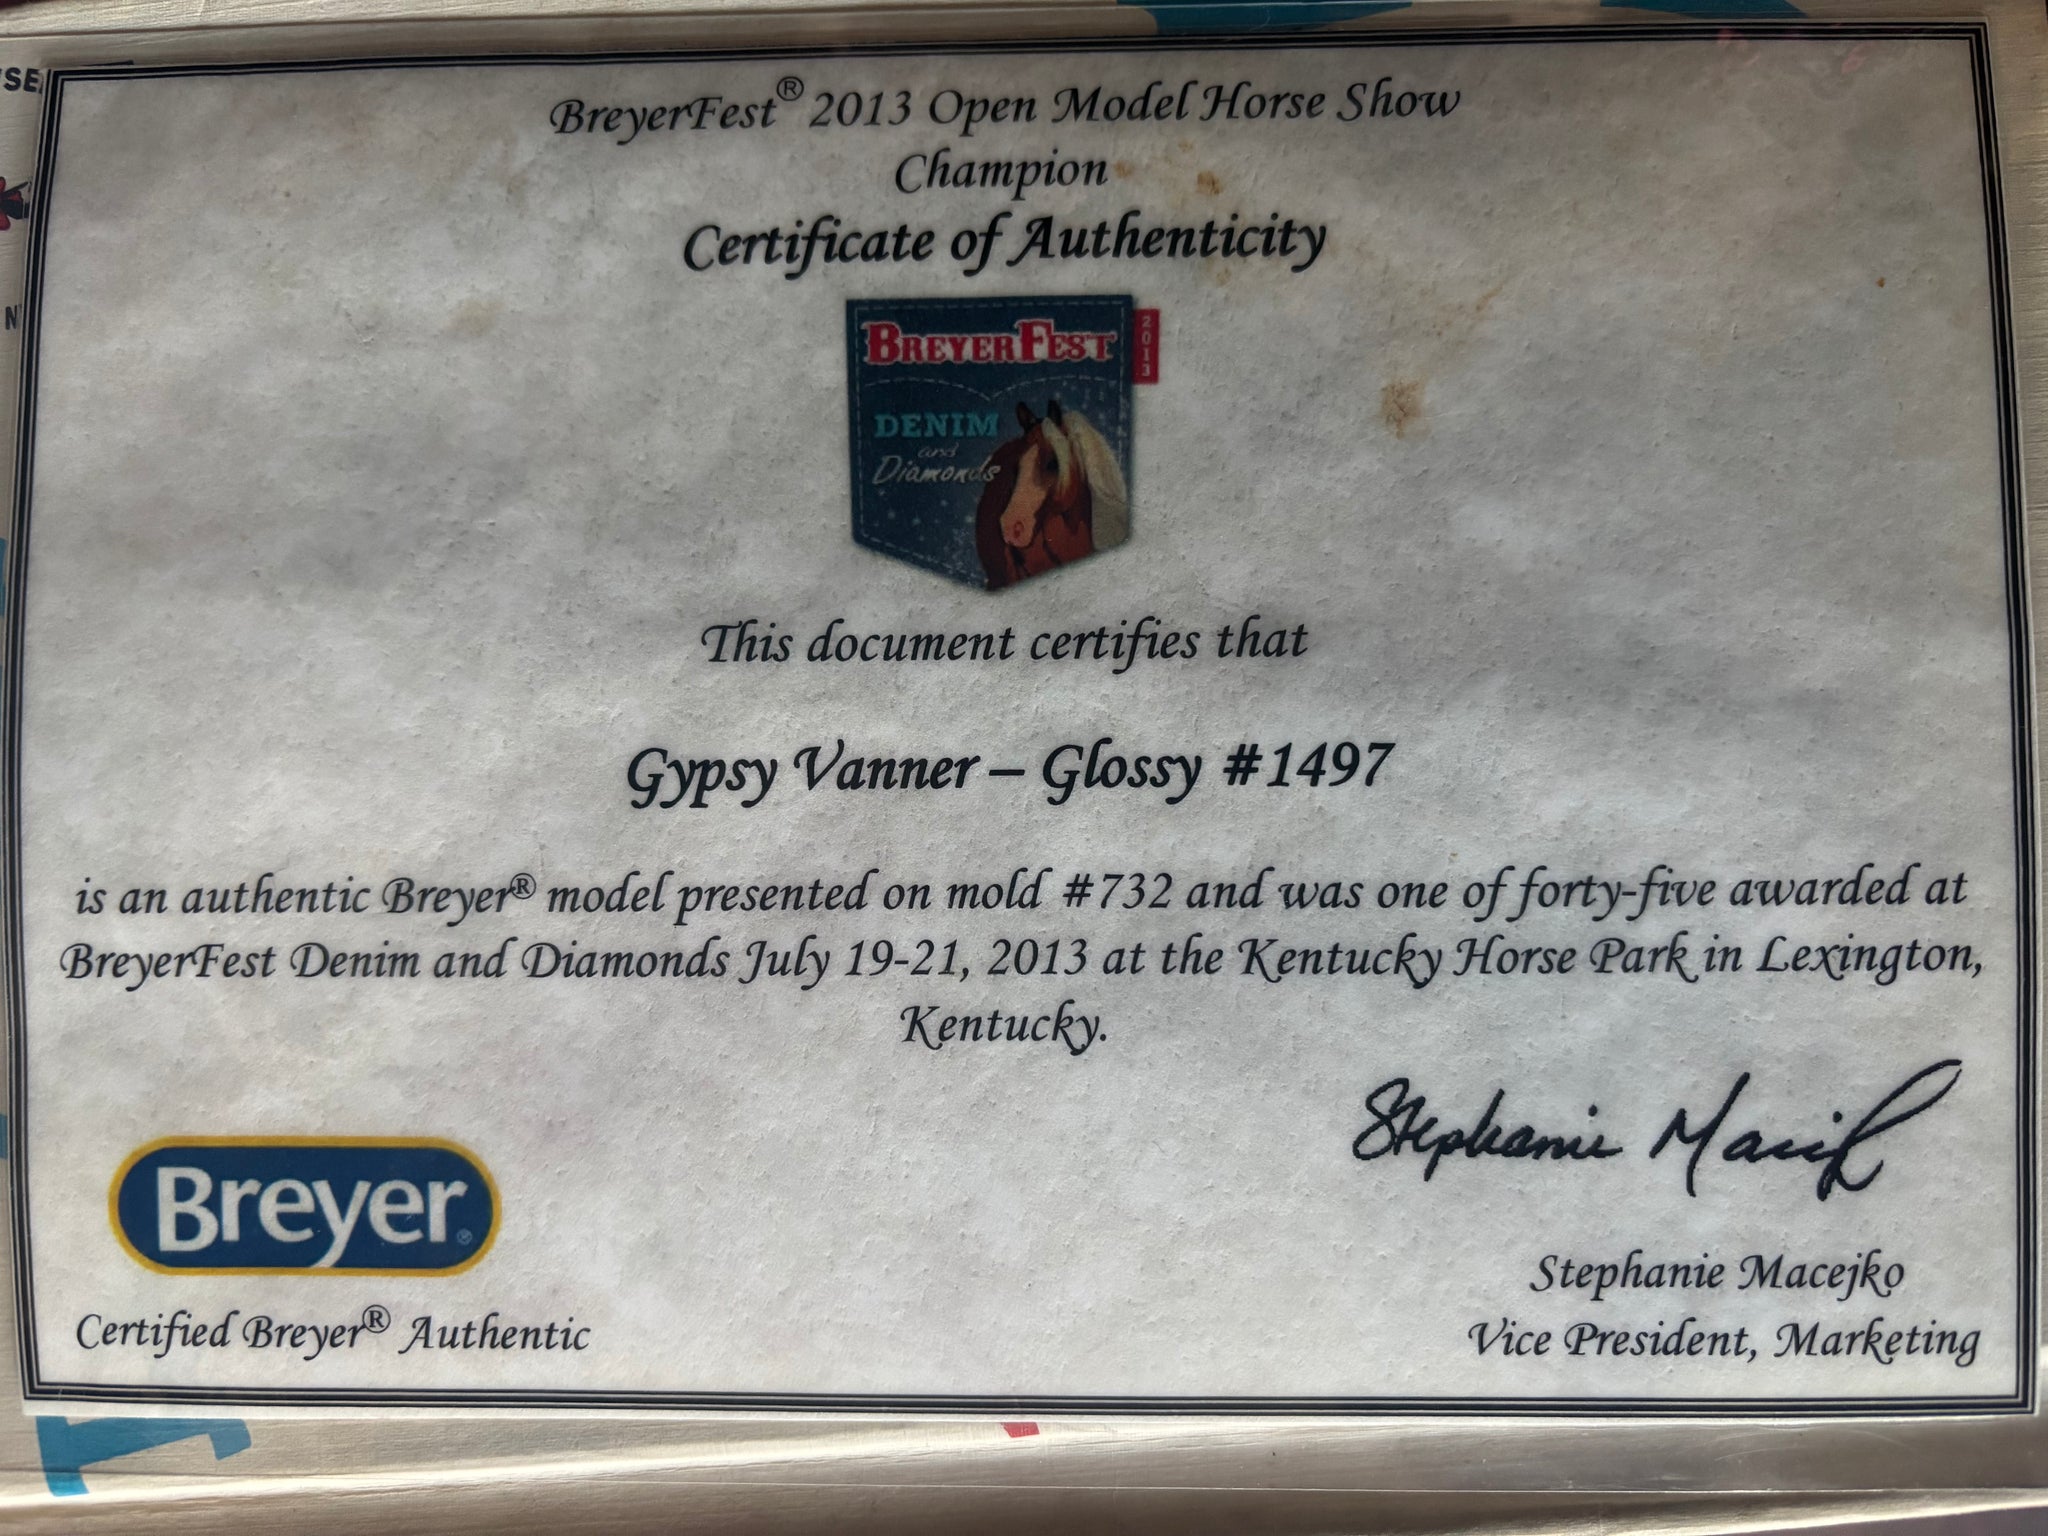 BreyerFest® 2013 Open Model Horse Show
Champion
Certificate of Authenticity
BREYERFEST
2013
DENIM
and
Diamonds
This document certifies that
Gypsy Vanner – Glossy #1497
is an authentic Breyer® model presented on mold #732 and was one of forty-five awarded at
BreyerFest Denim and Diamonds July 19-21, 2013 at the Kentucky Horse Park in Lexington,
Kentucky.
Breyer®
Certified Breyer® Authentic
Stephanie Macejko
Vice President, Marketing